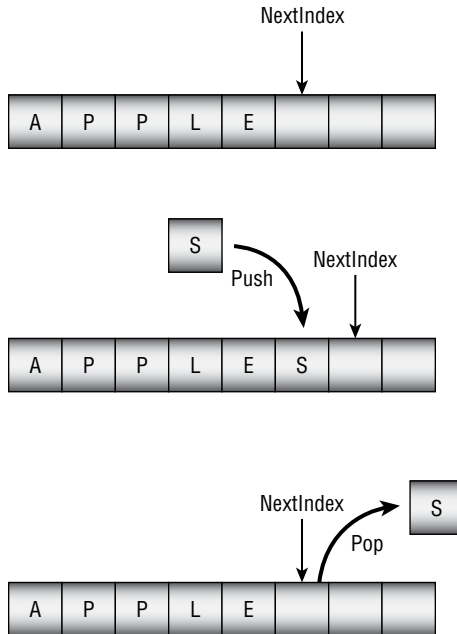 NextIndex
A P P L E
S
Push
NextIndex
A P P L E S
NextIndex
S
Pop
A P P L E